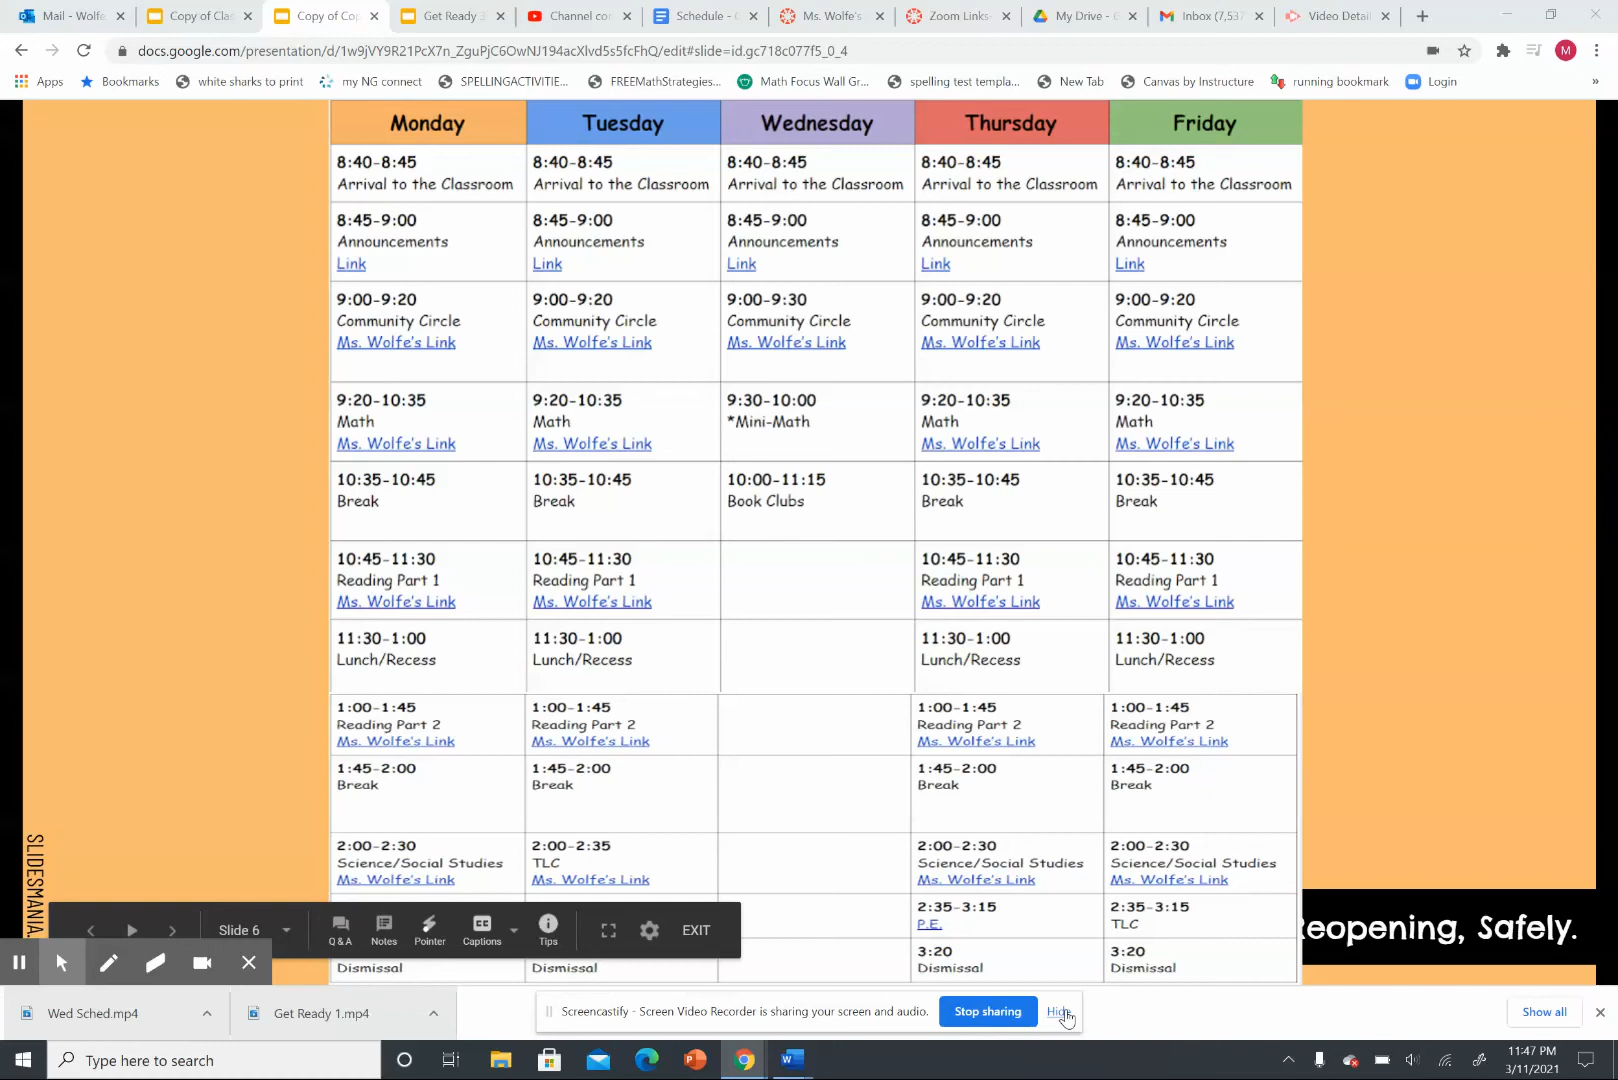 Mail - Wolfe
Copy of Clas
Copy of Cop
Get Ready 3
Channel con
Schedule - G
Ms. Wolfe's
Zoom Links-
My Drive - G
Inbox (7,537
Video Detail
docs.google.com/presentation/d/1w9jVY9R21PcX7n_ZguPjC6OwNJ194acXlvd5s5fcFhQ/edit#slide=id.gc718c077f5_0_4
M
Apps
Bookmarks
white sharks to print
my NG connect
SPELLINGACTIVITIE...
FREEMathStrategies...
Math Focus Wall Gr...
spelling test templa...
New Tab
Canvas by Instructure
running bookmark
Login
»
Monday
Tuesday
Wednesday
Thursday
Friday
8:40-8:45
Arrival to the Classroom
8:40-8:45
Arrival to the Classroom
8:40-8:45
Arrival to the Classroom
8:40-8:45
Arrival to the Classroom
8:40-8:45
Arrival to the Classroom
8:45-9:00
Announcements
Link
8:45-9:00
Announcements
Link
8:45-9:00
Announcements
Link
8:45-9:00
Announcements
Link
8:45-9:00
Announcements
Link
9:00-9:20
Community Circle
Ms. Wolfe's Link
9:00-9:20
Community Circle
Ms. Wolfe's Link
9:00-9:30
Community Circle
Ms. Wolfe's Link
9:00-9:20
Community Circle
Ms. Wolfe's Link
9:00-9:20
Community Circle
Ms. Wolfe's Link
9:20-10:35
Math
Ms. Wolfe's Link
9:20-10:35
Math
Ms. Wolfe's Link
9:30-10:00
*Mini-Math
9:20-10:35
Math
Ms. Wolfe's Link
9:20-10:35
Math
Ms. Wolfe's Link
10:35-10:45
Break
10:35-10:45
Break
10:00-11:15
Book Clubs
10:35-10:45
Break
10:35-10:45
Break
10:45-11:30
Reading Part 1
Ms. Wolfe's Link
10:45-11:30
Reading Part 1
Ms. Wolfe's Link
10:45-11:30
Reading Part 1
Ms. Wolfe's Link
10:45-11:30
Reading Part 1
Ms. Wolfe's Link
11:30-1:00
Lunch/Recess
11:30-1:00
Lunch/Recess
11:30-1:00
Lunch/Recess
11:30-1:00
Lunch/Recess
1:00-1:45
Reading Part 2
Ms. Wolfe's Link
1:00-1:45
Reading Part 2
Ms. Wolfe's Link
1:00-1:45
Reading Part 2
Ms. Wolfe's Link
1:00-1:45
Reading Part 2
Ms. Wolfe's Link
1:45-2:00
Break
1:45-2:00
Break
1:45-2:00
Break
1:45-2:00
Break
2:00-2:30
Science/Social Studies
Ms. Wolfe's Link
2:00-2:35
TLC
Ms. Wolfe's Link
2:00-2:30
Science/Social Studies
Ms. Wolfe's Link
2:00-2:30
Science/Social Studies
Ms. Wolfe's Link
2:35-3:15
P.E.
2:35-3:15
TLC
Dismissal
Dismissal
3:20
Dismissal
3:20
Dismissal
SLIDESMANIA.
Reopening, Safely.
Slide 6
Q & A
Notes
Pointer
CC
Captions
Tips
EXIT
Wed Sched.mp4
Get Ready 1.mp4
Screencastify - Screen Video Recorder is sharing your screen and audio.
Stop sharing
Hide
Show all
Type here to search
11:47 PM
3/11/2021